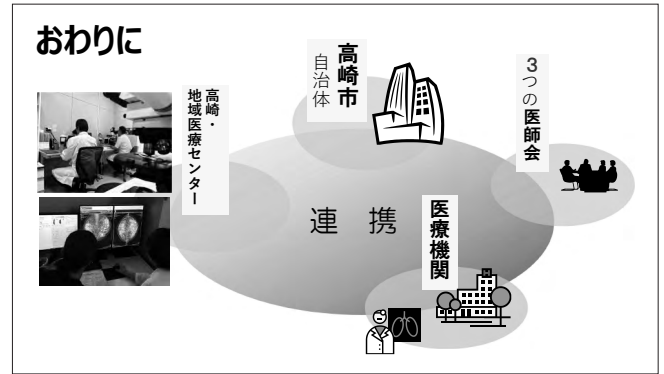 おわりに
高崎・
地域医療センター
高崎市
自治体
3つの医師会
連携
医療機関